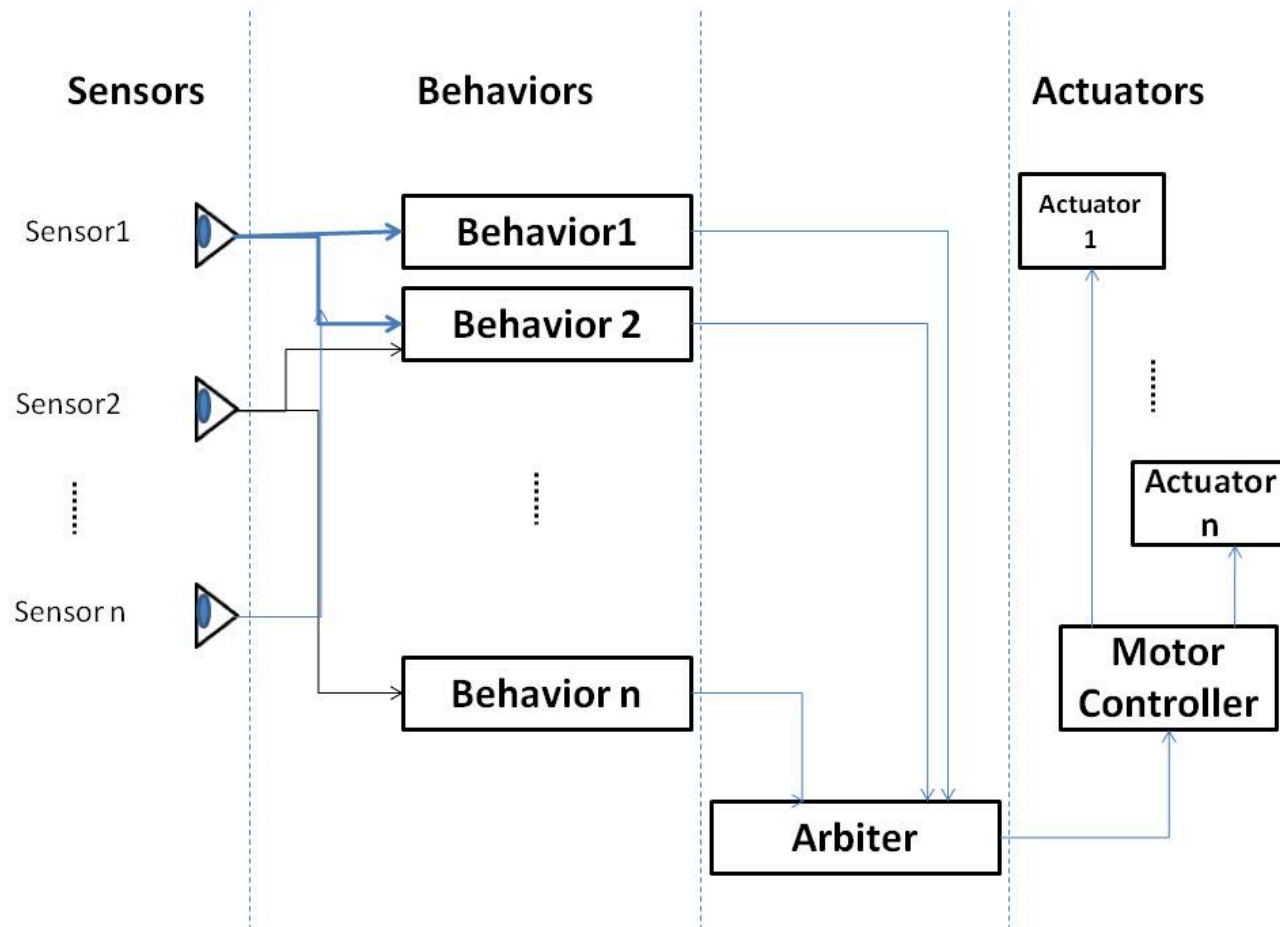 Sensors
Behaviors
Actuators
Sensor1
Behavior1
Actuator
1
Behavior 2
Sensor2
Actuator
n
Sensor n
Behavior n
Motor
Controller
Arbiter